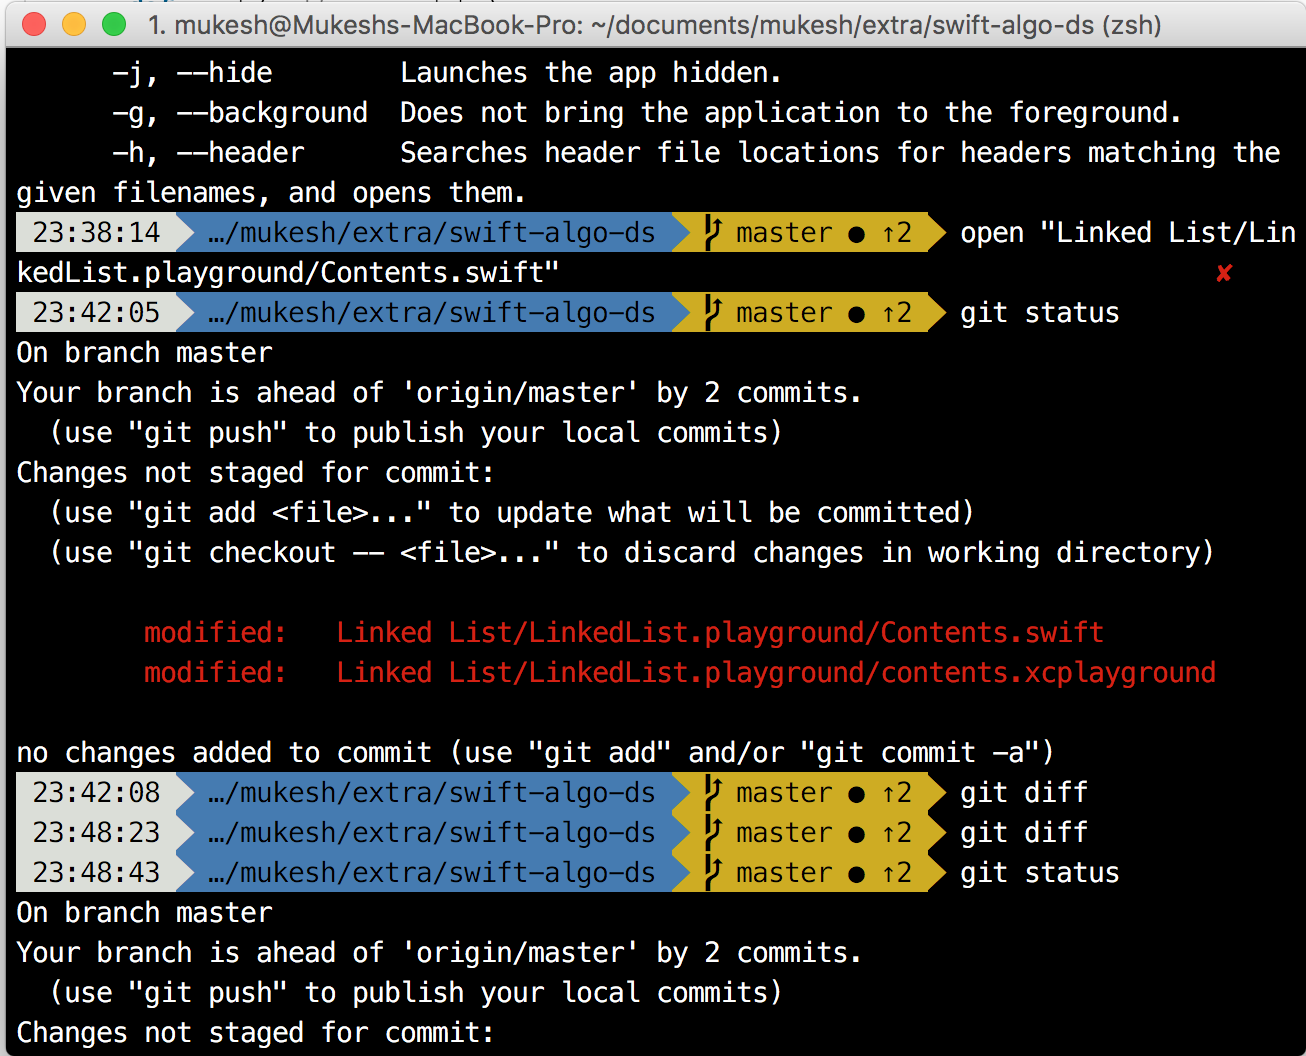 1. mukesh@Mukeshs-MacBook-Pro: ~/documents/mukesh/extra/swift-algo-ds (zsh)
-j, --hide        Launches the app hidden.
-g, --background  Does not bring the application to the foreground.
-h, --header      Searches header file locations for headers matching the
given filenames, and opens them.
23:38:14 …/mukesh/extra/swift-algo-ds master ● ↑2 open "Linked List/Lin
kedList.playground/Contents.swift" ✘
23:42:05 …/mukesh/extra/swift-algo-ds master ● ↑2 git status
On branch master
Your branch is ahead of 'origin/master' by 2 commits.
(use "git push" to publish your local commits)
Changes not staged for commit:
(use "git add <file>..." to update what will be committed)
(use "git checkout -- <file>..." to discard changes in working directory)
modified:   Linked List/LinkedList.playground/Contents.swift
modified:   Linked List/LinkedList.playground/contents.xcplayground
no changes added to commit (use "git add" and/or "git commit -a")
23:42:08 …/mukesh/extra/swift-algo-ds master ● ↑2 git diff
23:48:23 …/mukesh/extra/swift-algo-ds master ● ↑2 git diff
23:48:43 …/mukesh/extra/swift-algo-ds master ● ↑2 git status
On branch master
Your branch is ahead of 'origin/master' by 2 commits.
(use "git push" to publish your local commits)
Changes not staged for commit: